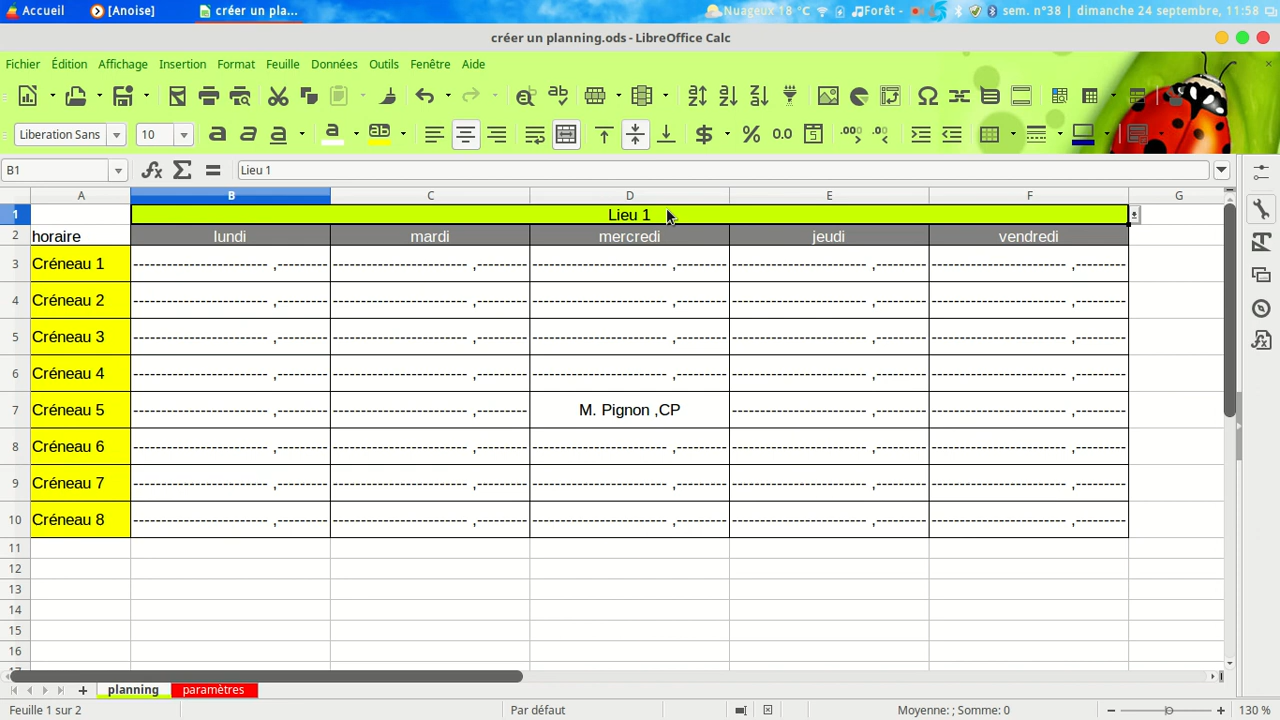 Accueil [Anoise] créer un pla... Nuageux 18 °C Forêt - sem. n°38 | dimanche 24 septembre, 11:58
créer un planning.ods - LibreOffice Calc
Fichier Édition Affichage Insertion Format Feuille Données Outils Fenêtre Aide
Liberation Sans 10
B1 Lieu 1
A B C D E F G
1 Lieu 1
2 horaire lundi mardi mercredi jeudi vendredi
3 Créneau 1 ------------------------ ,--------- ------------------------ ,--------- ------------------------ ,--------- ------------------------ ,--------- ------------------------ ,---------
4 Créneau 2 ------------------------ ,--------- ------------------------ ,--------- ------------------------ ,--------- ------------------------ ,--------- ------------------------ ,---------
5 Créneau 3 ------------------------ ,--------- ------------------------ ,--------- ------------------------ ,--------- ------------------------ ,--------- ------------------------ ,---------
6 Créneau 4 ------------------------ ,--------- ------------------------ ,--------- ------------------------ ,--------- ------------------------ ,--------- ------------------------ ,---------
7 Créneau 5 ------------------------ ,--------- ------------------------ ,--------- M. Pignon ,CP ------------------------ ,--------- ------------------------ ,---------
8 Créneau 6 ------------------------ ,--------- ------------------------ ,--------- ------------------------ ,--------- ------------------------ ,--------- ------------------------ ,---------
9 Créneau 7 ------------------------ ,--------- ------------------------ ,--------- ------------------------ ,--------- ------------------------ ,--------- ------------------------ ,---------
10 Créneau 8 ------------------------ ,--------- ------------------------ ,--------- ------------------------ ,--------- ------------------------ ,--------- ------------------------ ,---------
11
12
13
14
15
16
17
planning paramètres
Feuille 1 sur 2 Par défaut Moyenne: ; Somme: 0 130 %